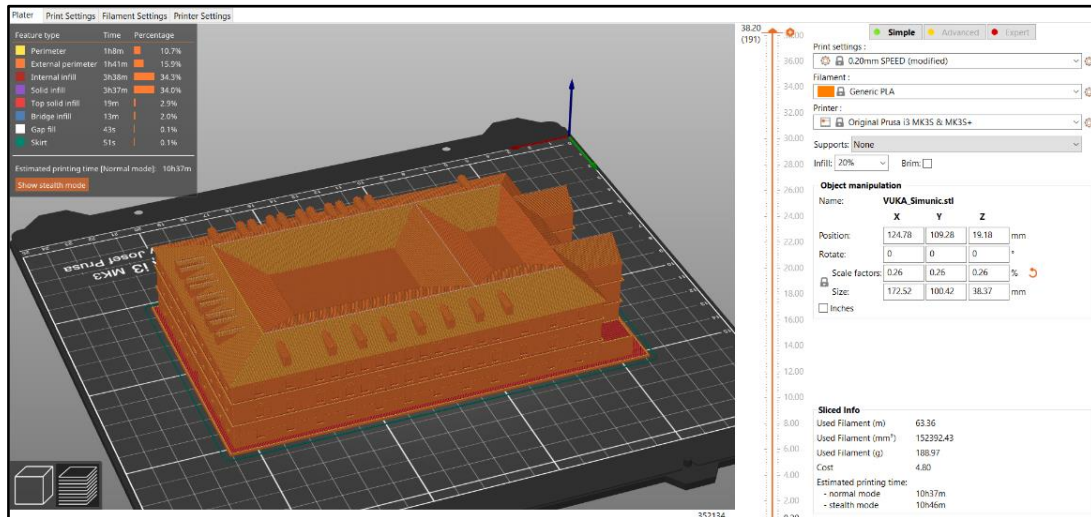 Plater Print Settings Filament Settings Printer Settings
Feature type Time Percentage
Perimeter 1h8m 10.7%
External perimeter 1h41m 15.9%
Internal infill 3h38m 34.3%
Solid infill 3h37m 34.0%
Top solid infill 19m 2.9%
Bridge infill 13m 2.0%
Gap fill 43s 0.1%
Skirt 51s 0.1%
Estimated printing time [Normal mode]: 10h37m
Show stealth mode
i3 MK3
Josef Prusa
352134
38.20
(191)
36.00
34.00
32.00
30.00
28.00
26.00
24.00
22.00
20.00
18.00
16.00
14.00
12.00
10.00
8.00
6.00
4.00
2.00
0.20
Simple Advanced Expert
Print settings :
0.20mm SPEED (modified)
Filament :
Generic PLA
Printer :
Original Prusa i3 MK3S & MK3S+
Supports: None
Infill: 20% Brim:
Object manipulation
Name: VUKA_Simunic.stl
X Y Z
Position: 124.78 109.28 19.18 mm
Rotate: 0 0 0 °
Scale factors: 0.26 0.26 0.26 %
Size: 172.52 100.42 38.37 mm
Inches
Sliced Info
Used Filament (m) 63.36
Used Filament (mm³) 152392.43
Used Filament (g) 188.97
Cost 4.80
Estimated printing time:
- normal mode 10h37m
- stealth mode 10h46m